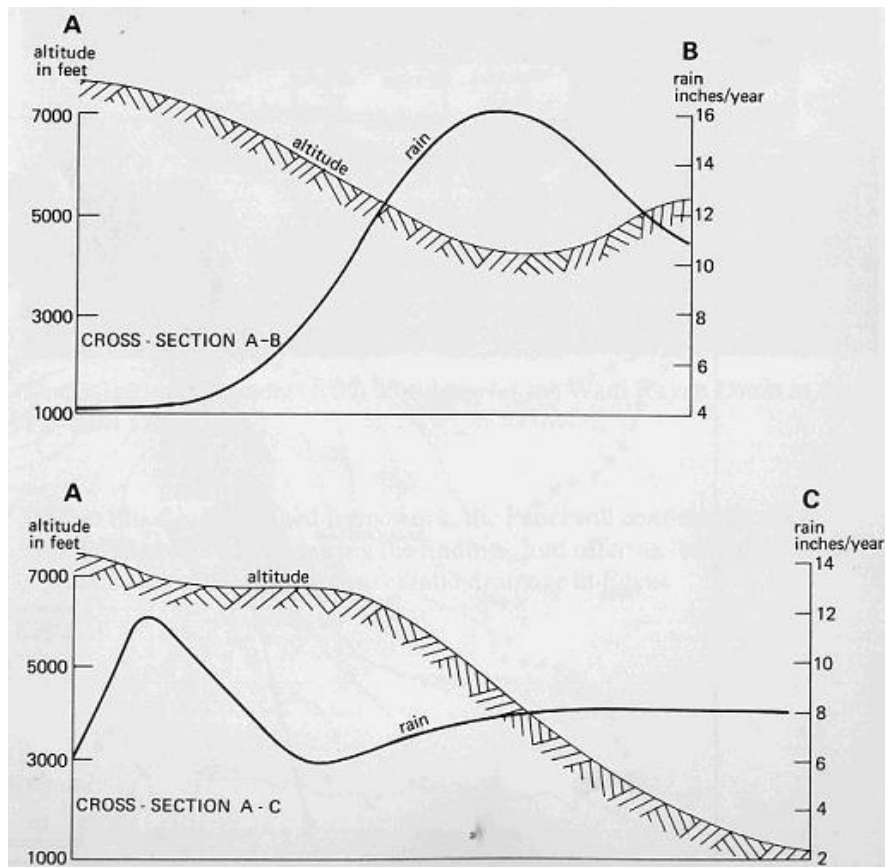 A
altitude
in feet
B
rain
inches/year
7000
5000
3000
1000
altitude
rain
16
14
12
10
8
6
4
CROSS - SECTION A-B
A
altitude
in feet
C
rain
inches/year
7000
5000
3000
1000
altitude
rain
14
12
10
8
6
4
2
CROSS - SECTION A - C